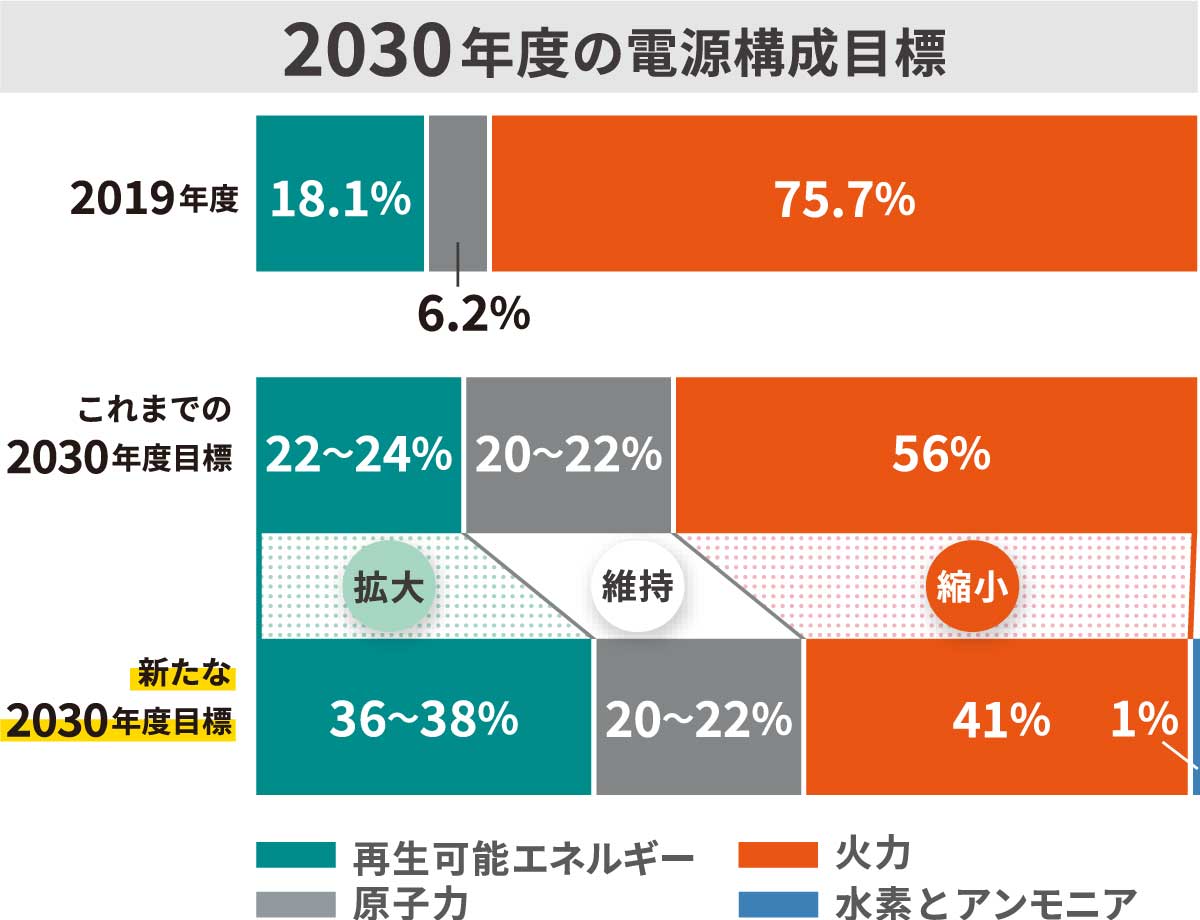 2030年度の電源構成目標
2019年度
18.1%
75.7%
6.2%
これまでの
2030年度目標
22〜24%
20〜22%
56%
拡大
維持
縮小
新たな
2030年度目標
36〜38%
20〜22%
41%
1%
再生可能エネルギー
火力
原子力
水素とアンモニア